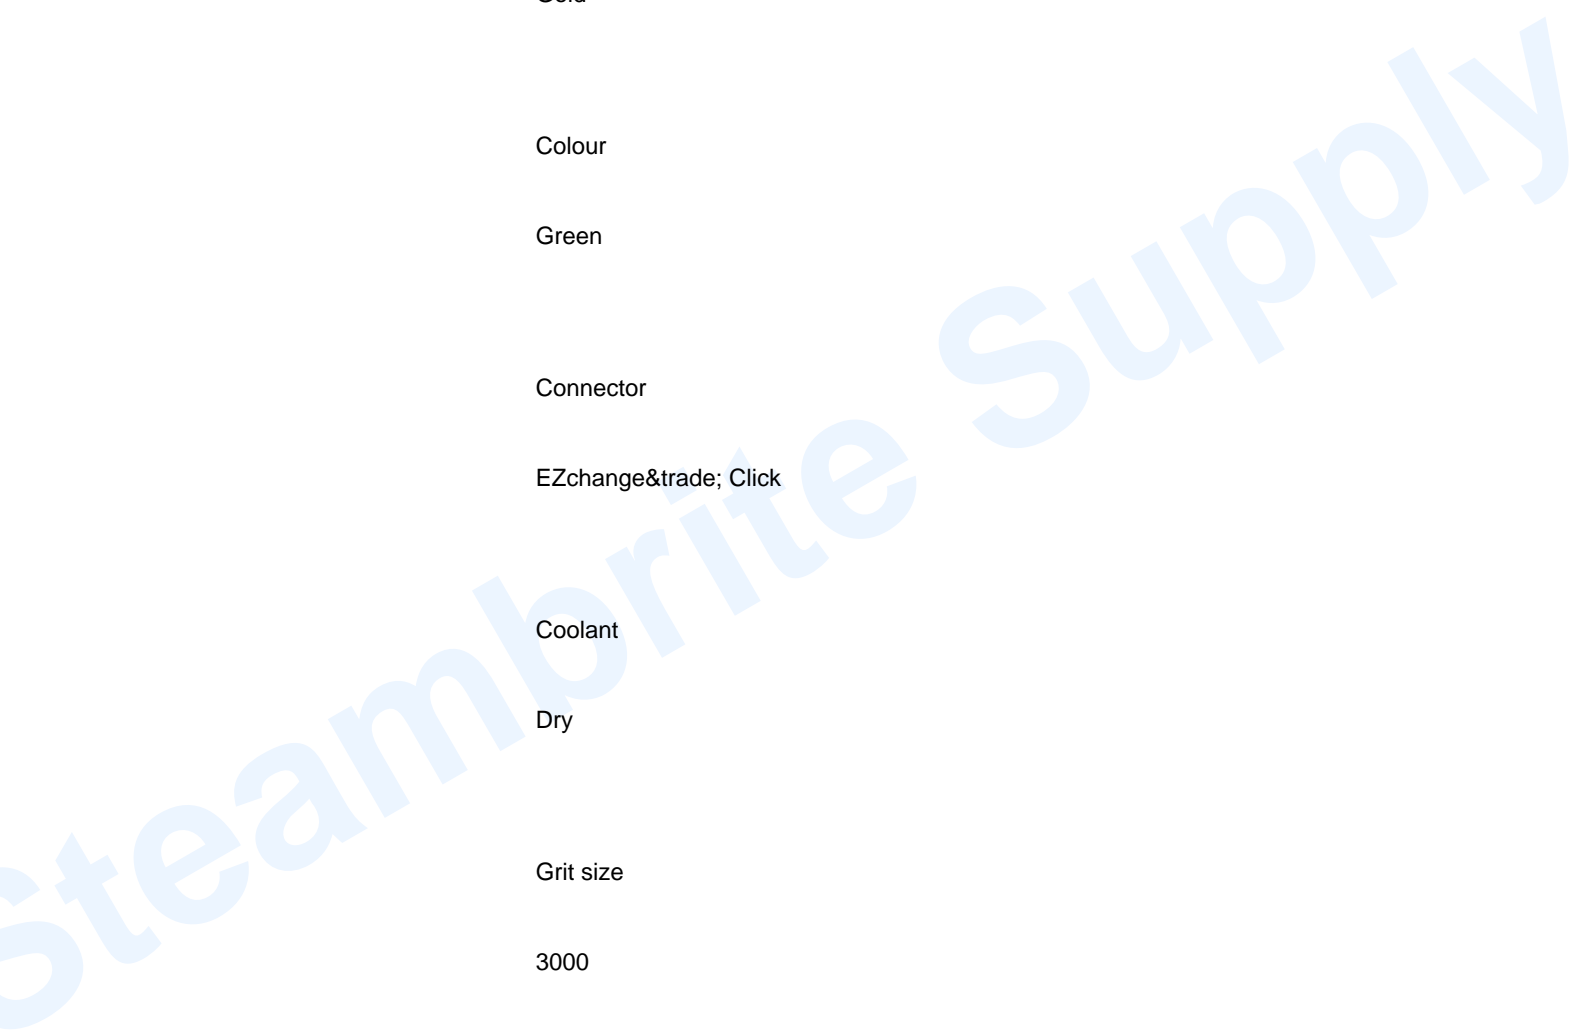 Colour
Green
Connector
EZchange&trade; Click
Coolant
Dry
Grit size
3000
Steambrite Supply